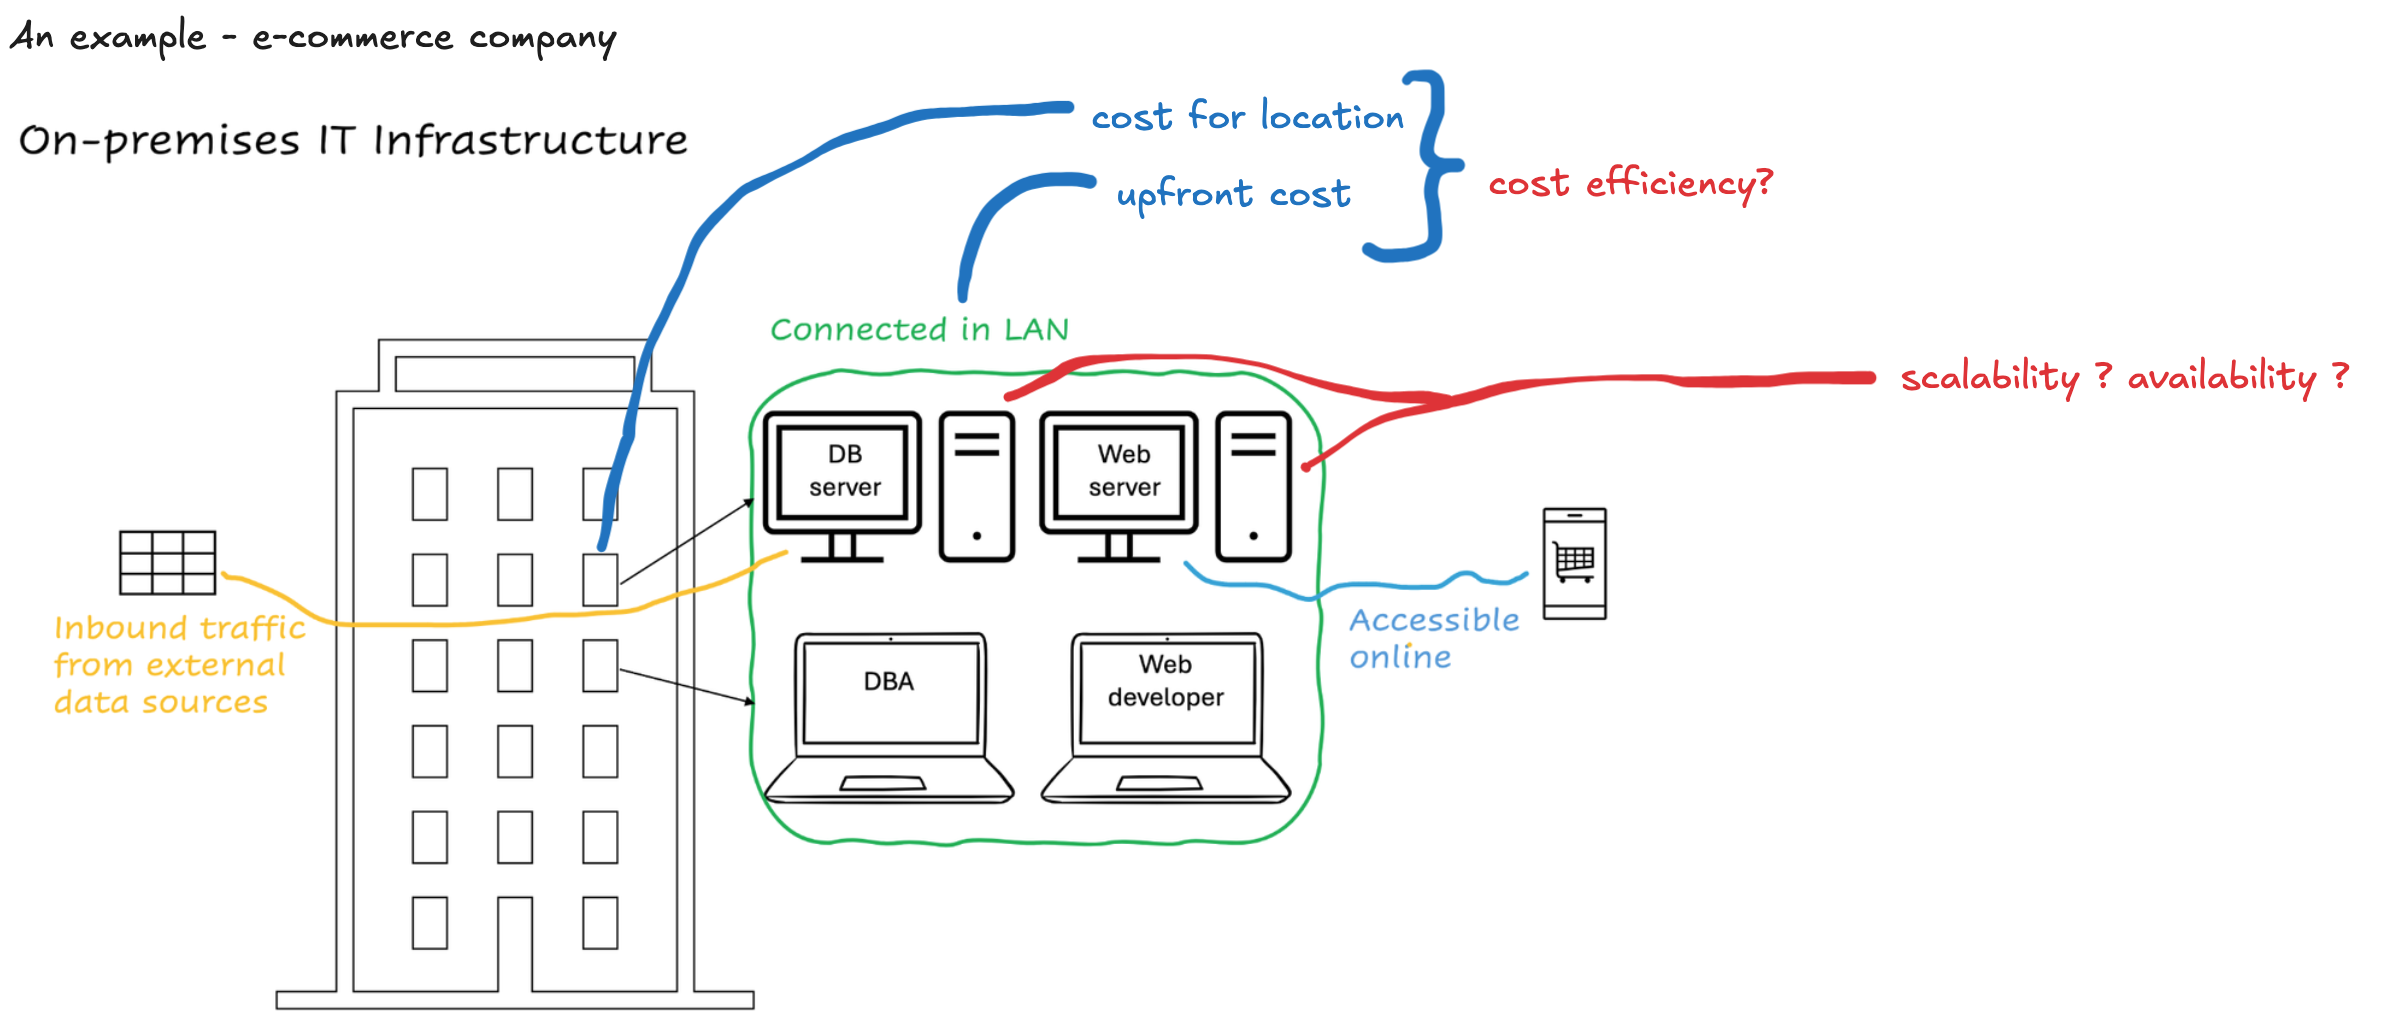 An example - e-commerce company
On-premises IT Infrastructure
cost for location
upfront cost
cost efficiency?
Connected in LAN
scalability ? availability ?
DB
server
Web
server
Inbound traffic
from external
data sources
Accessible
online
DBA
Web
developer